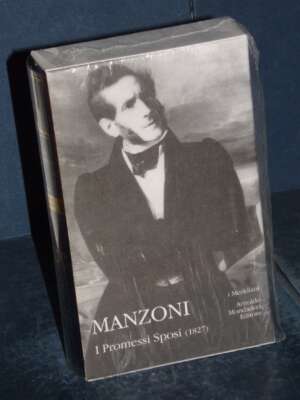 i Meridiani
Arnoldo
Mondadori
Editore
MANZONI
I Promessi Sposi (1827)